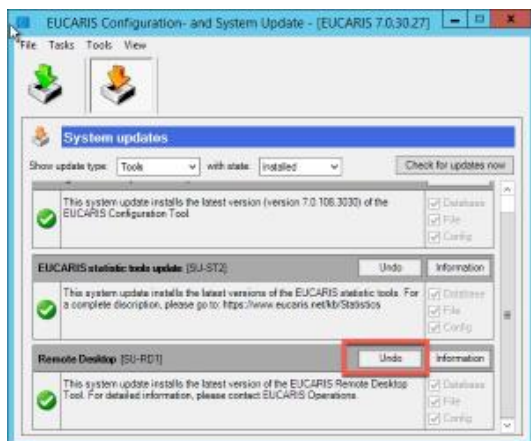 EUCARIS Configuration- and System Update - [EUCARIS 7.0.30.27]
File Tasks Tools View
System updates
Show update type: Tools with state: installed Check for updates now
This system update installs the latest version (version 7.0.106.3030) of the
EUCARIS Configuration Tool
Database
File
Config
EUCARIS statistic tools update [SU-ST2] Undo Information
This system update installs the latest versions of the EUCARIS statistic tools. For
a complete discription, please go to: https://www.eucaris.net/kb/Statistics
Database
File
Config
Remote Desktop [SU-RD1] Undo Information
This system update installs the latest version of the EUCARIS Remote Desktop
Tool. For detailed information, please contact EUCARIS Operations
Database
File
Config